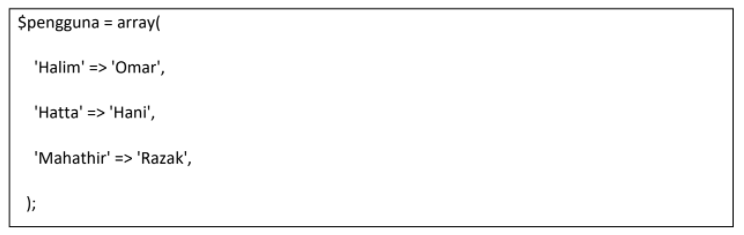 $pengguna = array(
'Halim' => 'Omar',
'Hatta' => 'Hani',
'Mahathir' => 'Razak',
);